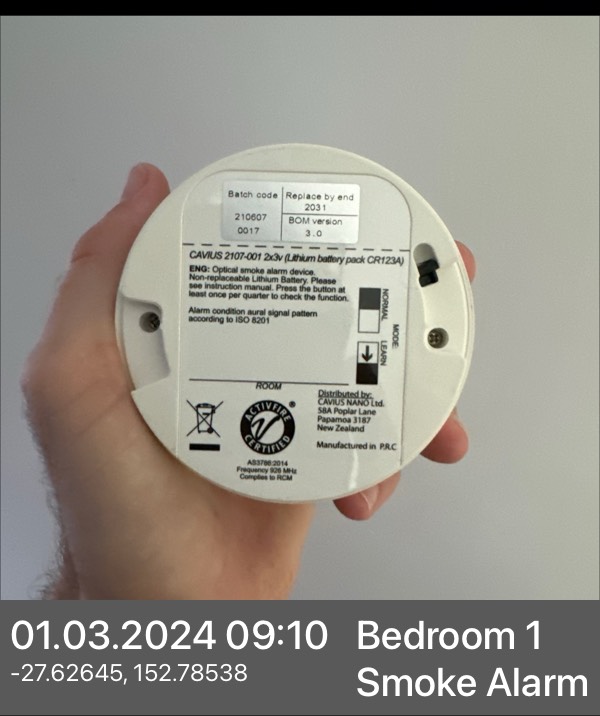 Batch code
210607
0017
Replace by end
2031
BOM version
3.0
CAVIUS 2107-001 2x3v (Lithium battery pack CR123A)
ENG: Optical smoke alarm device.
Non-replaceable Lithium Battery. Please
see instruction manual. Press the button at
least once per quarter to check the function.
Alarm condition aural signal pattern
according to ISO 8201
NORMAL
MODE:
LEARN
ROOM
ACTIVFIRE
CERTIFIED
®
AS3786:2014
Frequency 926 MHz
Complies to RCM
Distributed by:
CAVIUS NANO Ltd.
58A Poplar Lane
Papamoa 3187
New Zealand
Manufactured in P.R.C
01.03.2024 09:10
-27.62645, 152.78538
Bedroom 1
Smoke Alarm